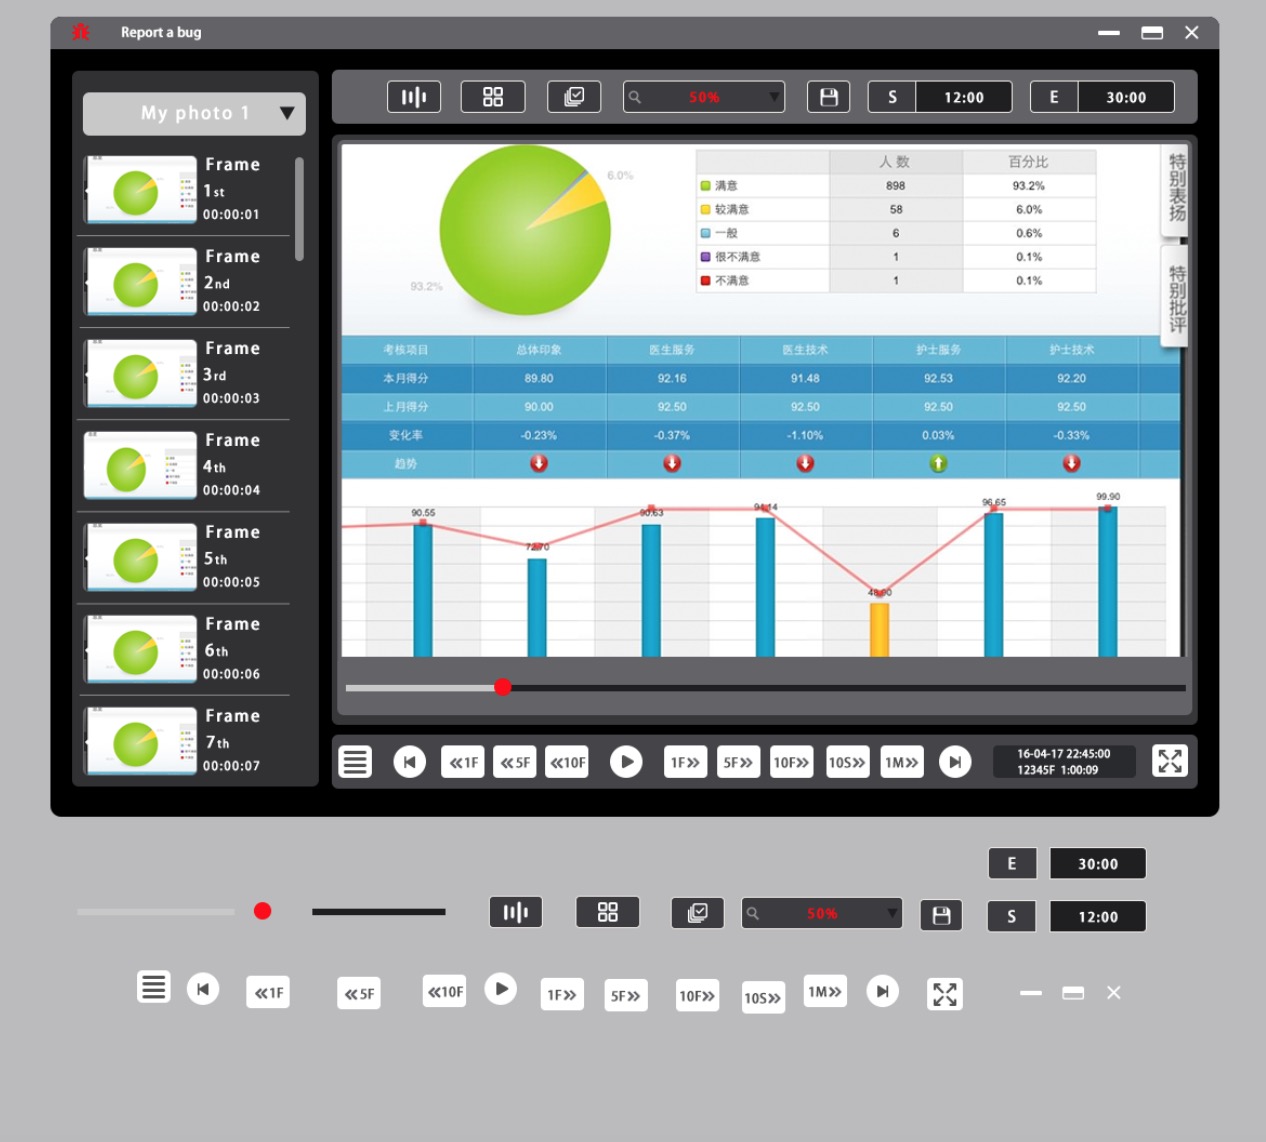 Report a bug
My photo 1
50%
S 12:00
E 30:00
Frame
1st
00:00:01
Frame
2nd
00:00:02
Frame
3rd
00:00:03
Frame
4th
00:00:04
Frame
5th
00:00:05
Frame
6th
00:00:06
Frame
7th
00:00:07
6.0%
93.2%
人 数 百分比
满意 898 93.2%
较满意 58 6.0%
一般 6 0.6%
很不满意 1 0.1%
不满意 1 0.1%
特别表扬
特别批评
考核项目 总体印象 医生服务 医生技术 护士服务 护士技术
本月得分 89.80 92.16 91.48 92.53 92.20
上月得分 90.00 92.50 92.50 92.50 92.50
变化率 -0.23% -0.37% -1.10% 0.03% -0.33%
趋势
90.55
72.70
90.63
94.14
48.90
96.65
99.90
≪1F ≪5F ≪10F 1F≫ 5F≫ 10F≫ 10S≫ 1M≫
16-04-17 22:45:00
12345F 1:00:09
E 30:00
50%
S 12:00
≪1F ≪5F ≪10F 1F≫ 5F≫ 10F≫ 10S≫ 1M≫